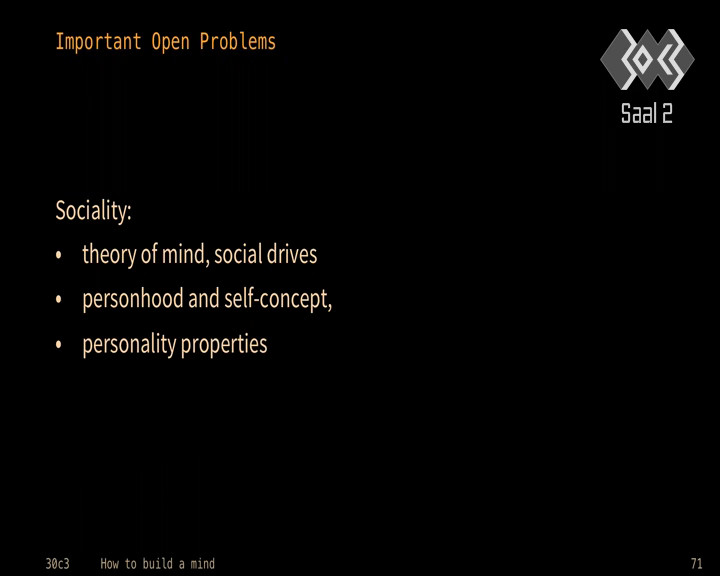 Important Open Problems
Saal 2
Sociality:
• theory of mind, social drives
• personhood and self-concept,
• personality properties
30c3 How to build a mind 71